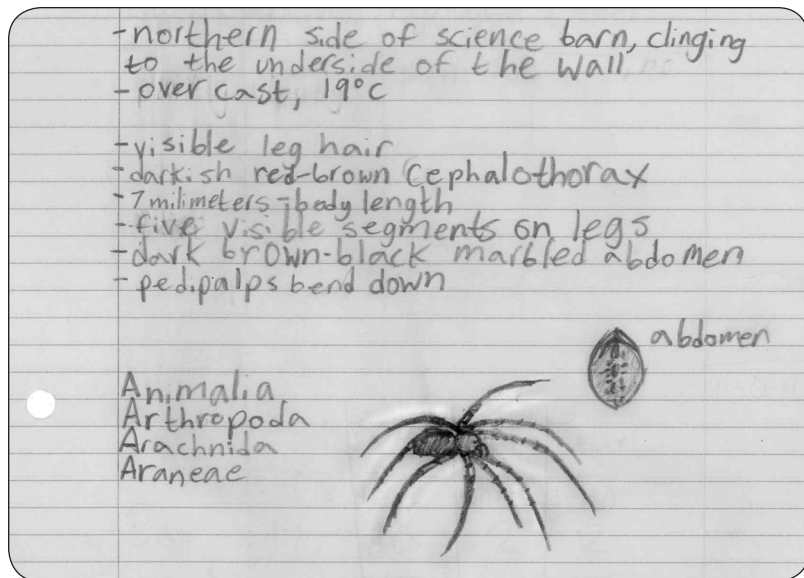 -northern side of science barn, clinging
to the underside of the wall
-overcast, 19°c
-visible leg hair
-darkish red-brown cephalothorax
-7 milimeters-body length
-five visible segments on legs
-dark brown-black marbled abdomen
-pedipalps bend down
abdomen
Animalia
Arthropoda
Arachnida
Araneae